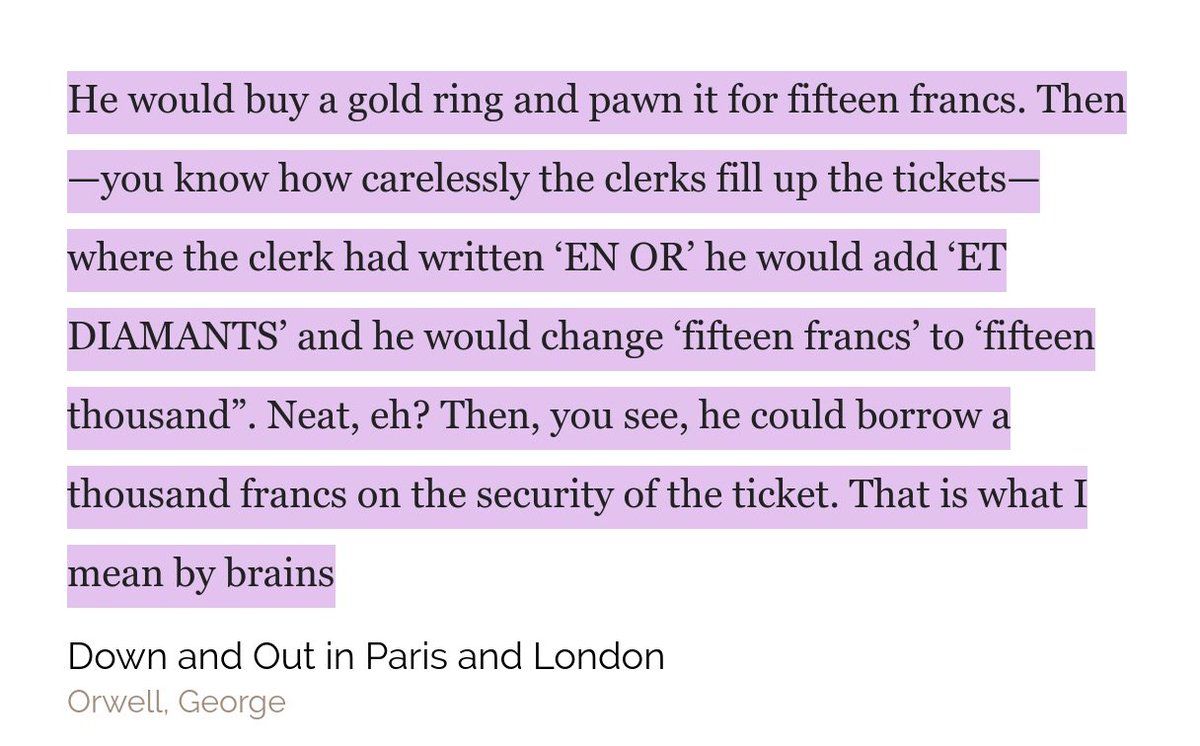 He would buy a gold ring and pawn it for fifteen francs. Then
—you know how carelessly the clerks fill up the tickets—
where the clerk had written ‘EN OR’ he would add ‘ET
DIAMANTS’ and he would change ‘fifteen francs’ to ‘fifteen
thousand”. Neat, eh? Then, you see, he could borrow a
thousand francs on the security of the ticket. That is what I
mean by brains
Down and Out in Paris and London
Orwell, George